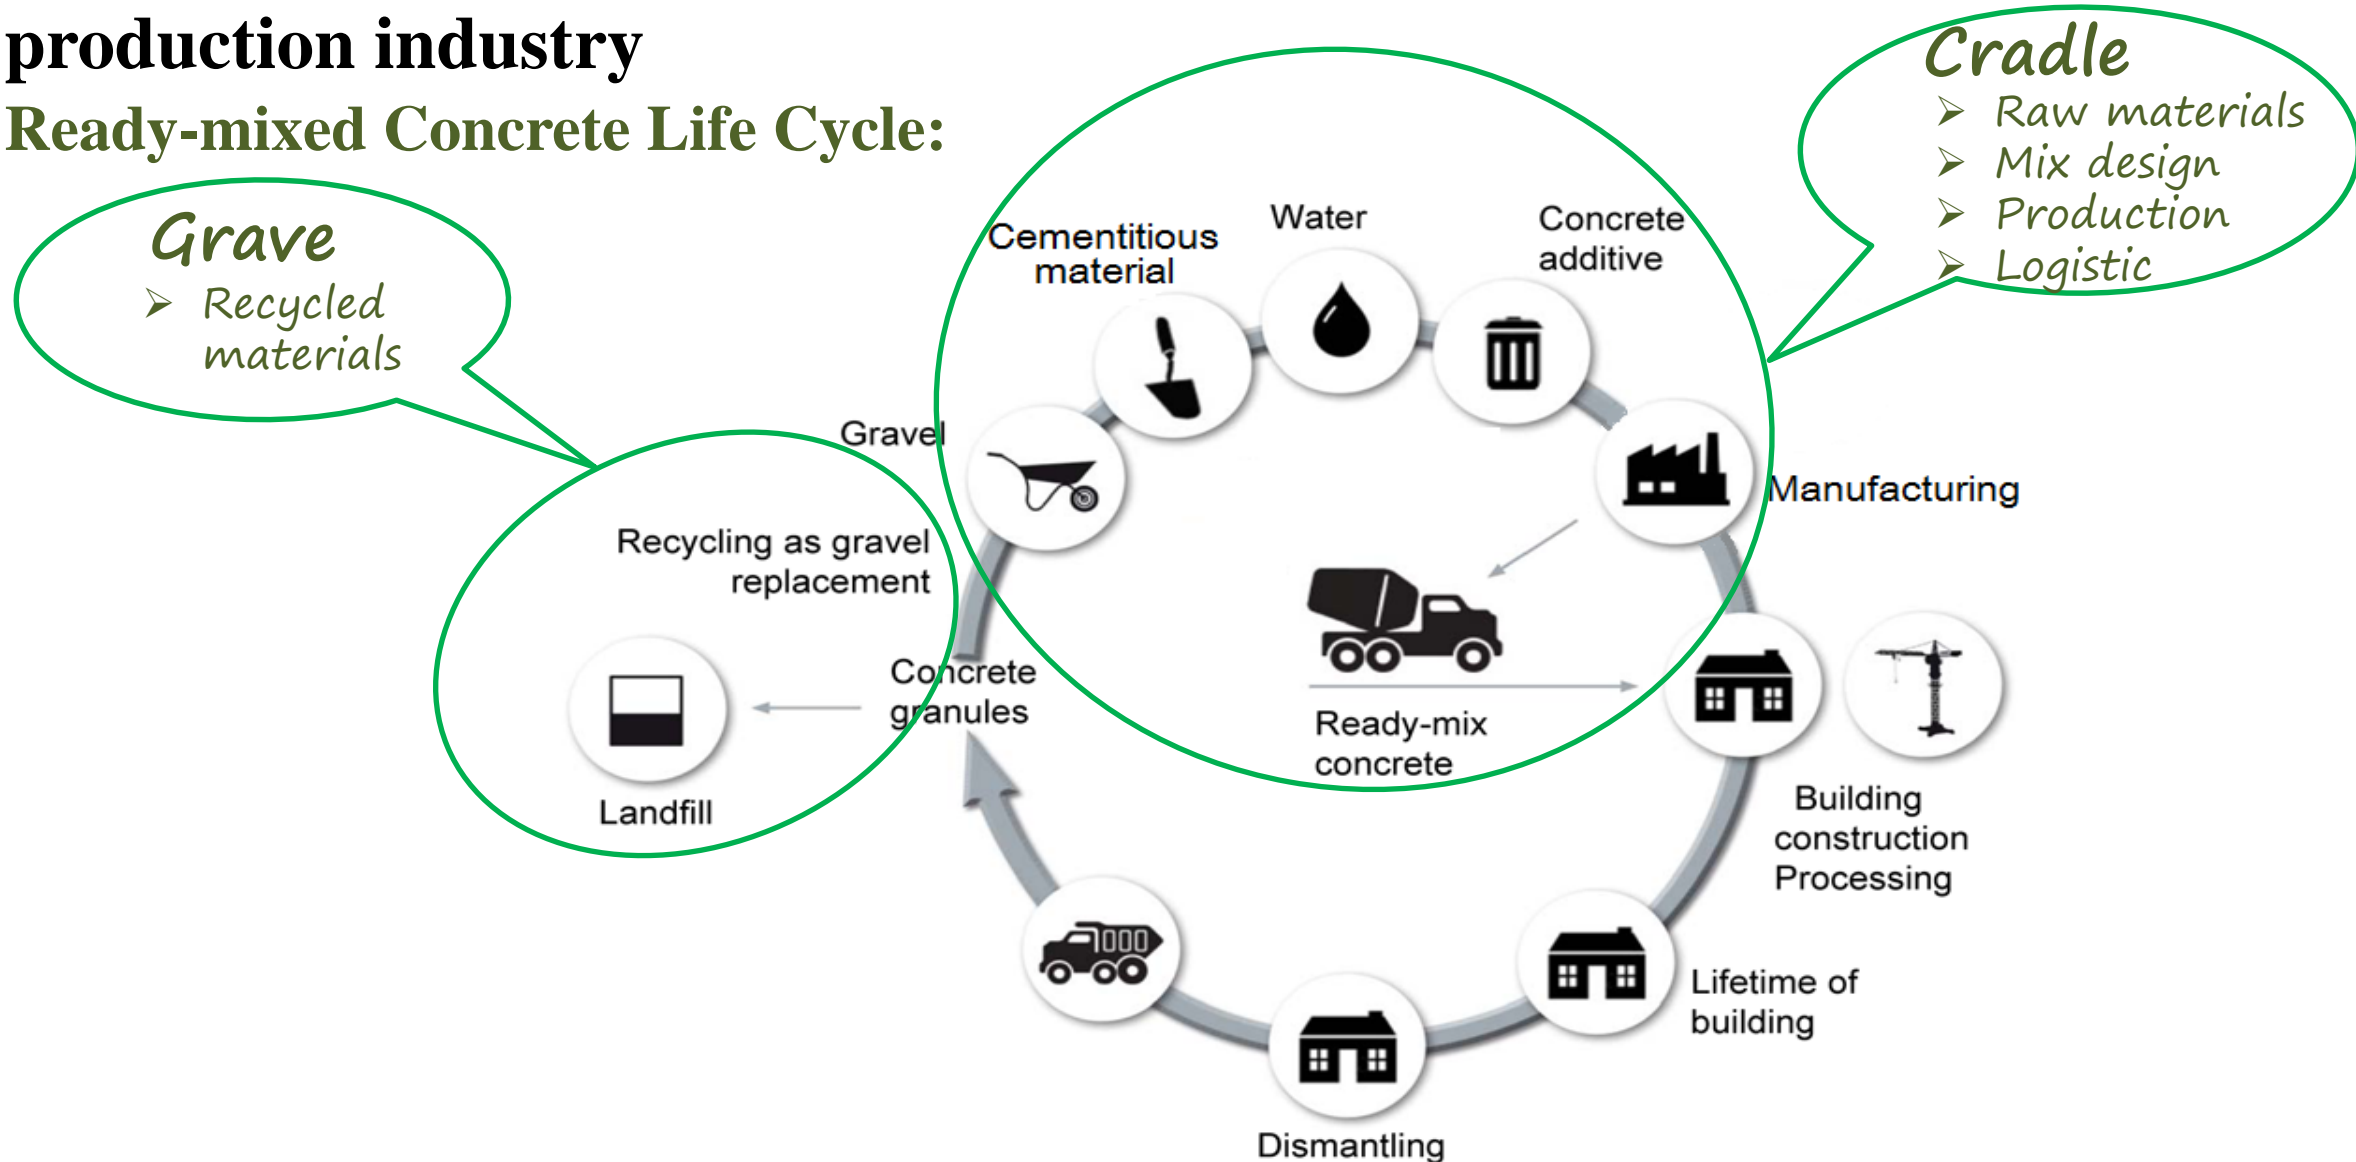 production industry
Ready-mixed Concrete Life Cycle:
Cradle
➢ Raw materials
➢ Mix design
➢ Production
➢ Logistic
Grave
➢ Recycled
materials
Cementitious
material
Water
Concrete
additive
Gravel
Manufacturing
Recycling as gravel
replacement
Concrete
granules
Landfill
Ready-mix
concrete
Building
construction
Processing
Lifetime of
building
Dismantling